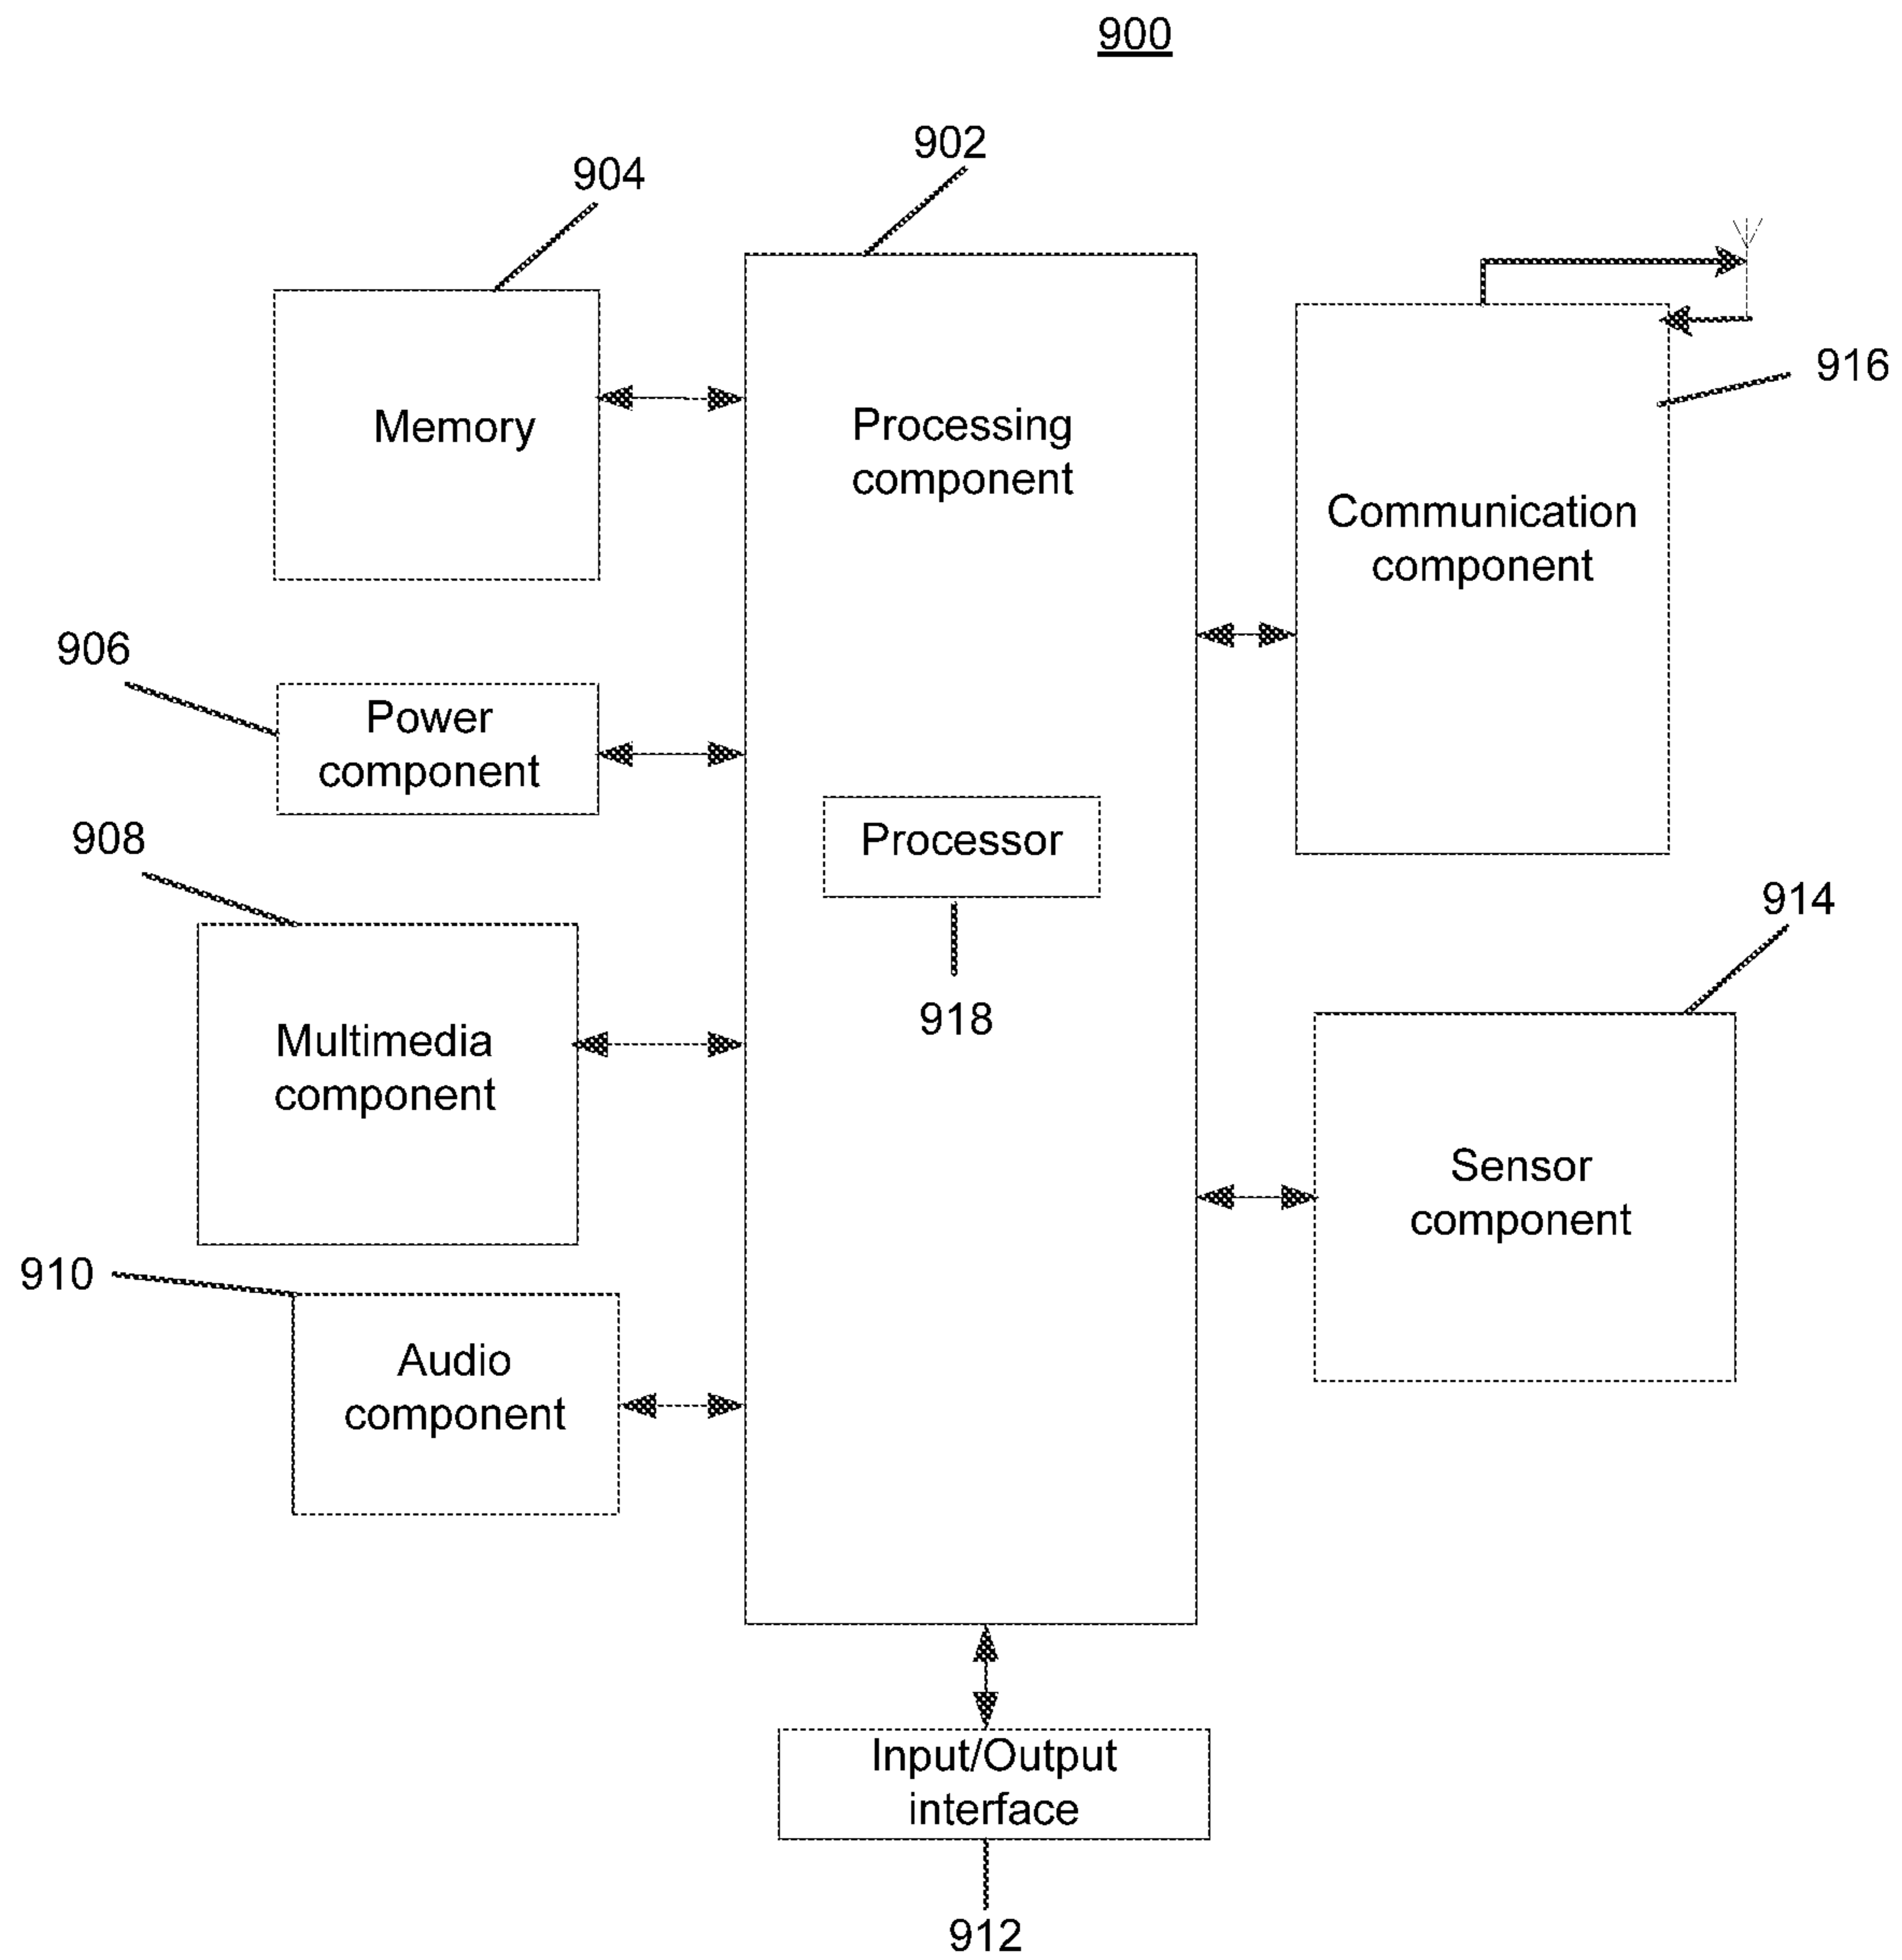 900
902
904
Memory
Processing
component
916
Communication
component
906
Power
component
908
Processor
914
918
Multimedia
component
Sensor
component
910
Audio
component
Input/Output
interface
912